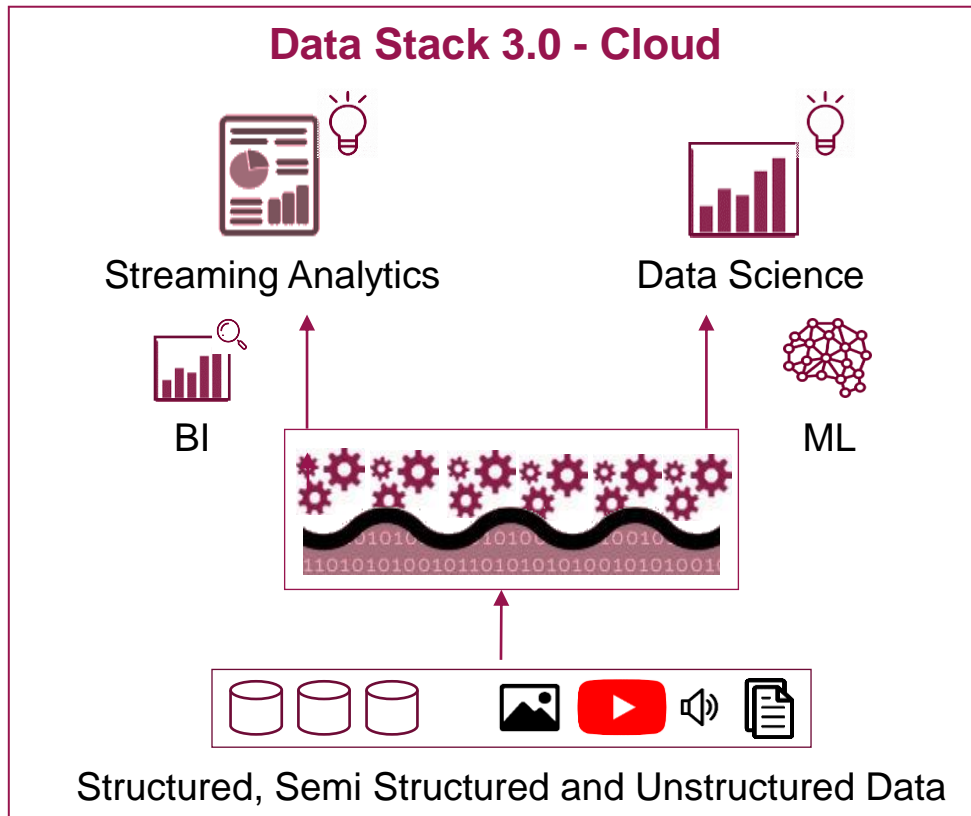 Data Stack 3.0 - Cloud
Streaming Analytics
Data Science
BI
ML
Structured, Semi Structured and Unstructured Data